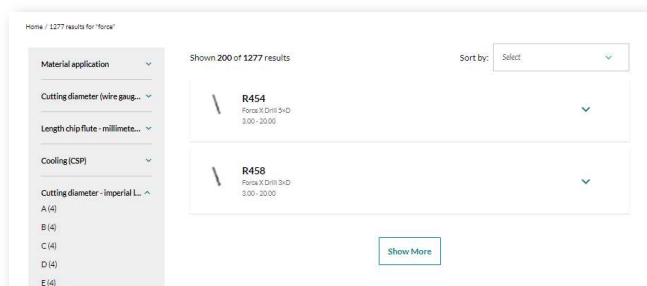 Home / 1277 results for "force"
Material application
Cutting diameter (wire gaug...
Length chip flute - millimete...
Cooling (CSP)
Cutting diameter - imperial l...
A (4)
B (4)
C (4)
D (4)
E (4)
Shown 200 of 1277 results
Sort by: Select
R454
Force X Drill 5×D
3.00 - 20.00
R458
Force X Drill 3×D
3.00 - 20.00
Show More